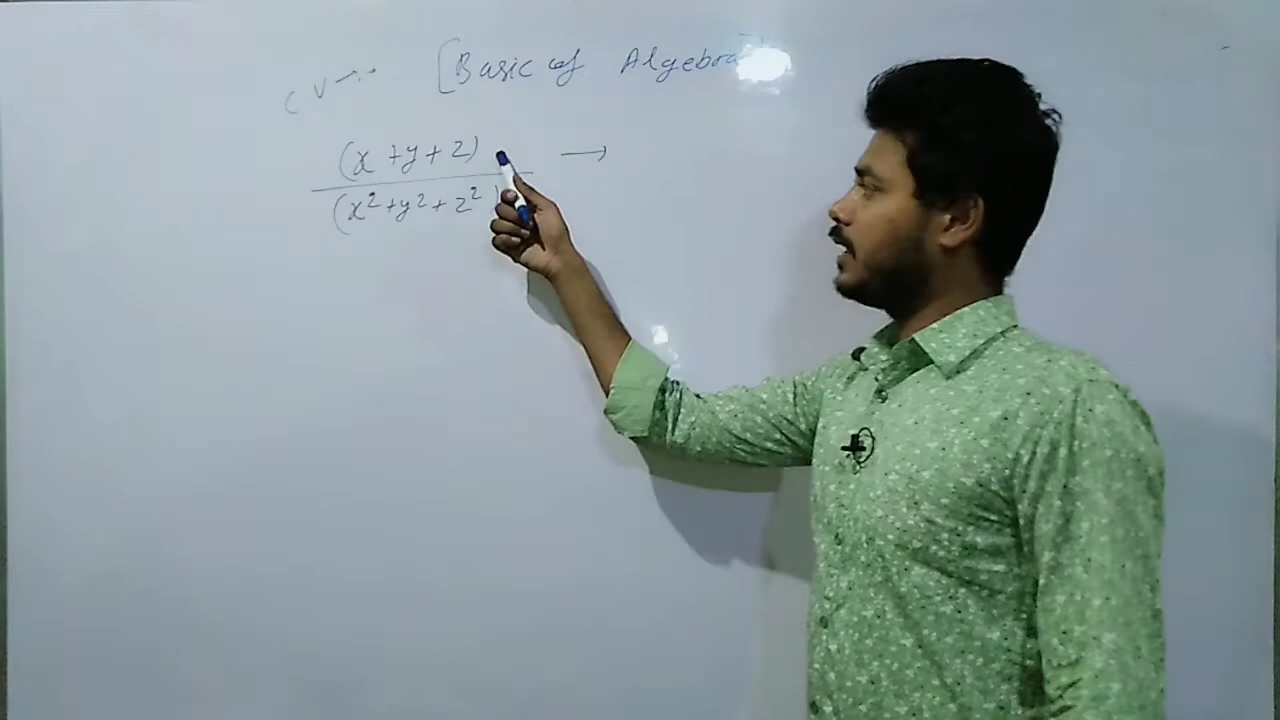 [Basic of Algebra
(x+y+z) →
(x²+y²+z²)